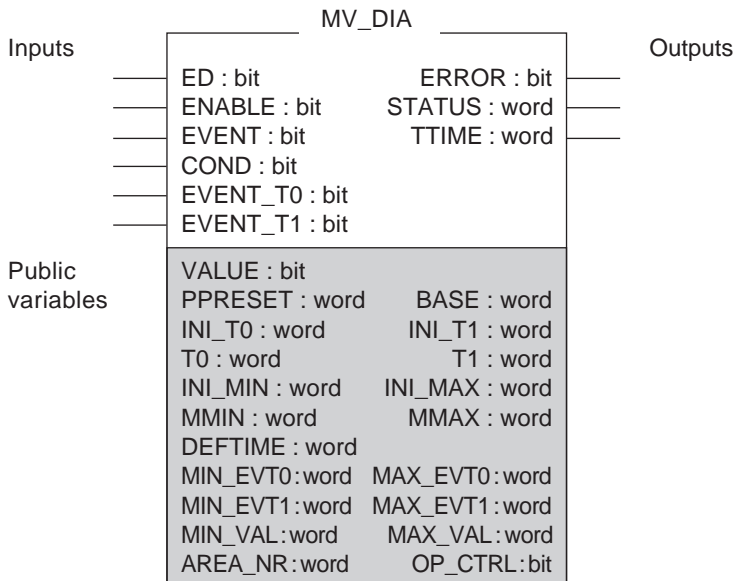 MV_DIA
Inputs
Outputs
ED : bit ERROR : bit
ENABLE : bit STATUS : word
EVENT : bit TTIME : word
COND : bit
EVENT_T0 : bit
EVENT_T1 : bit
Public
variables
VALUE : bit
PPRESET : word BASE : word
INI_T0 : word INI_T1 : word
T0 : word T1 : word
INI_MIN : word INI_MAX : word
MMIN : word MMAX : word
DEFTIME : word
MIN_EVT0:word MAX_EVT0:word
MIN_EVT1:word MAX_EVT1:word
MIN_VAL:word MAX_VAL:word
AREA_NR:word OP_CTRL:bit